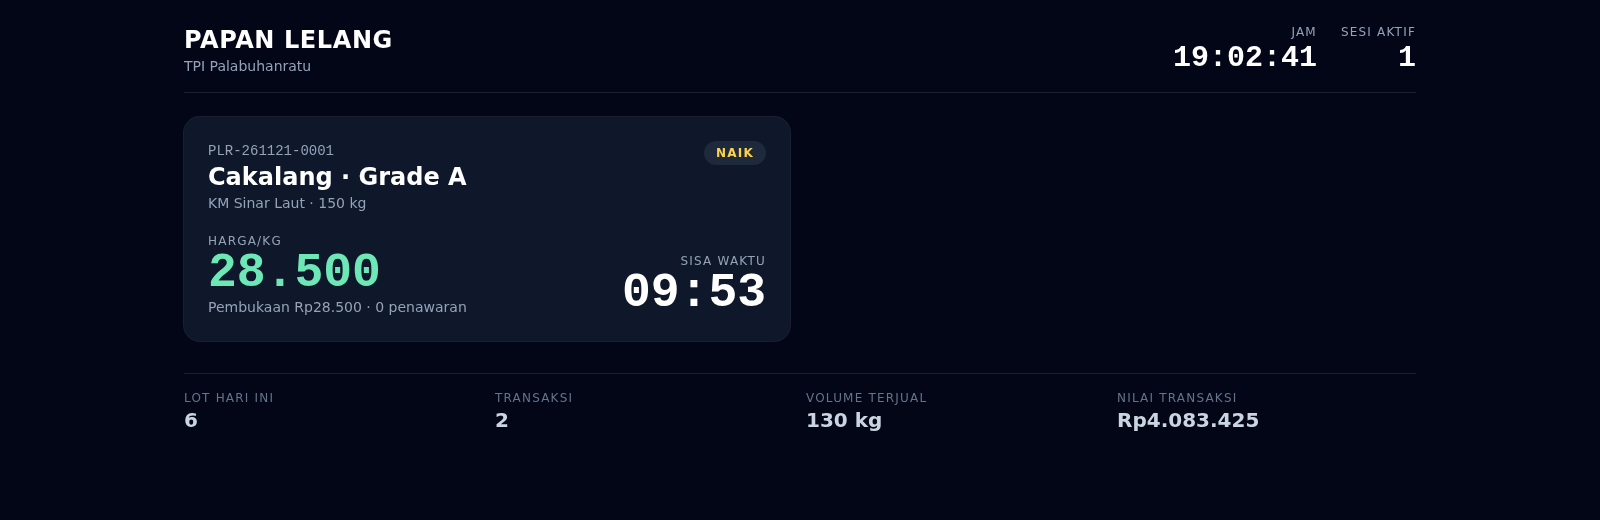 PAPAN LELANG
TPI Palabuhanratu
JAM
19:02:41
SESI AKTIF
1
PLR-261121-0001
NAIK
Cakalang · Grade A
KM Sinar Laut · 150 kg
HARGA/KG
28.500
Pembukaan Rp28.500 · 0 penawaran
SISA WAKTU
09:53
LOT HARI INI
6
TRANSAKSI
2
VOLUME TERJUAL
130 kg
NILAI TRANSAKSI
Rp4.083.425